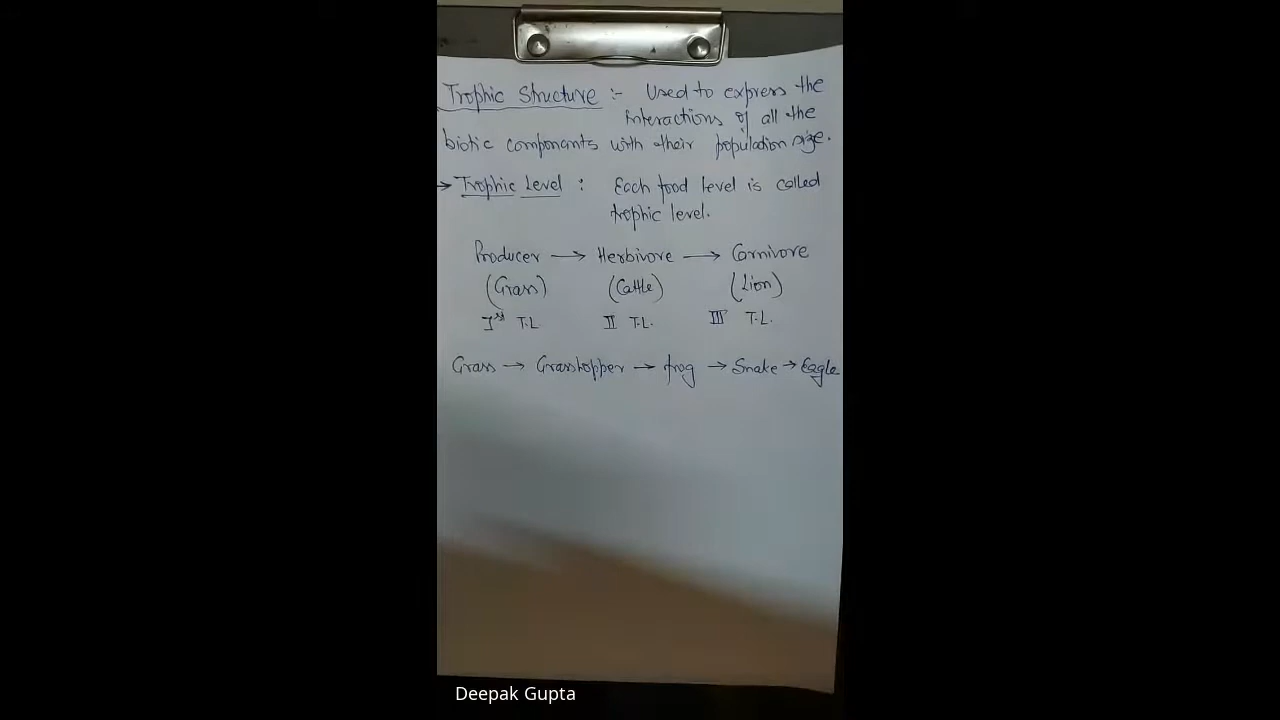 Trophic Structure :- Used to express the
interactions of all the
biotic components with their population size.
→ Trophic Level : Each food level is called
trophic level.
Producer → Herbivore → Carnivore
(Grass) (Cattle) (Lion)
Ist T.L II T.L. III T.L.
Grass → Grasshopper → frog → Snake → Eagle
Deepak Gupta